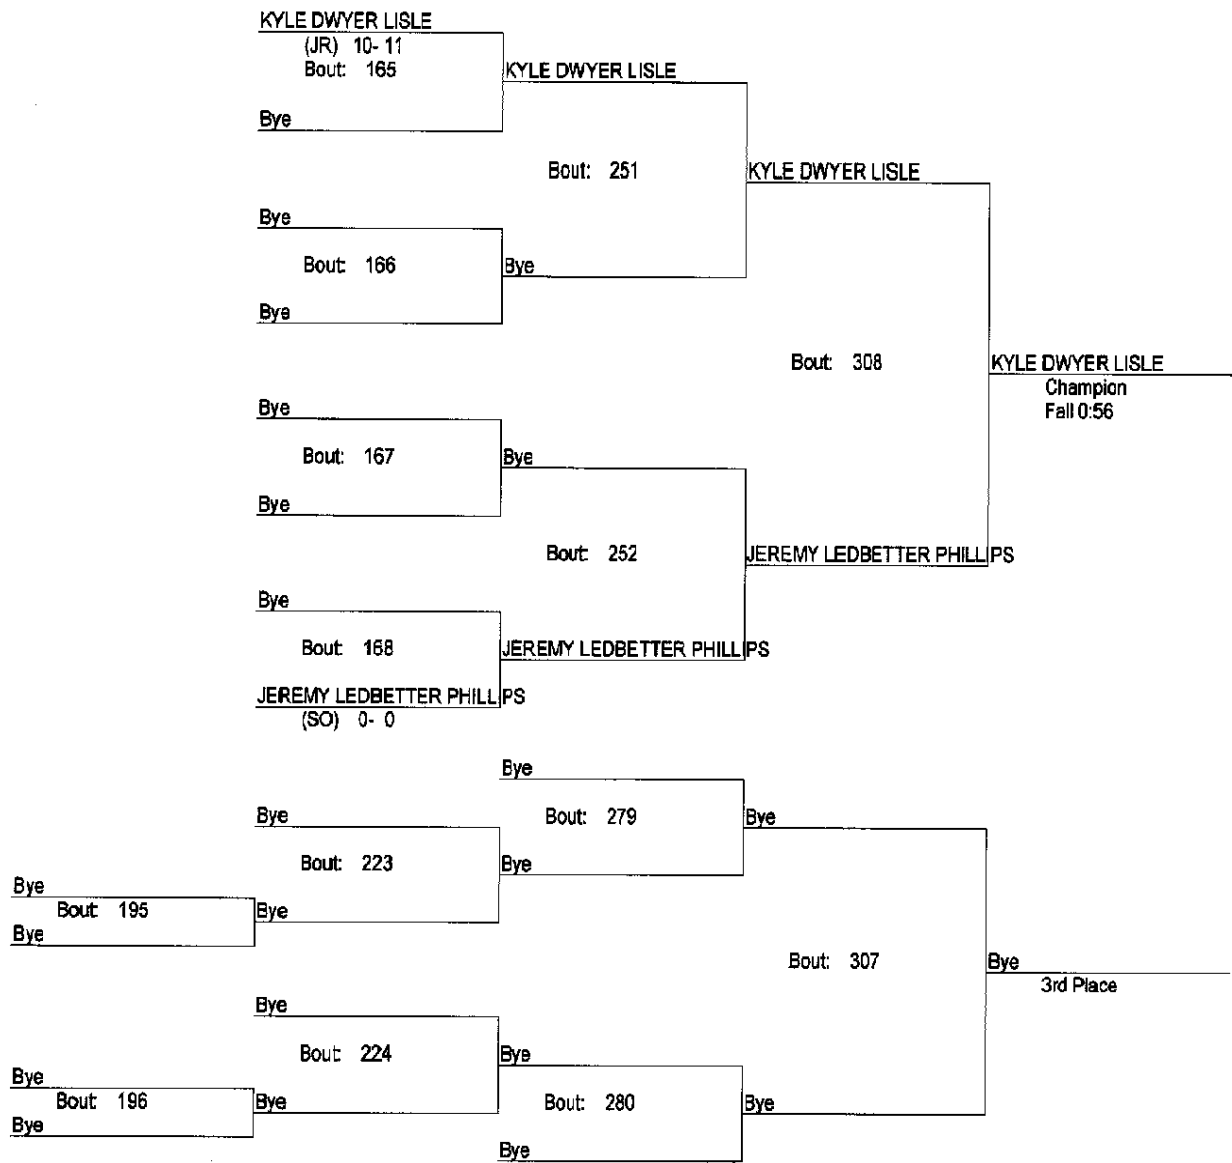 KYLE DWYER LISLE
(JR) 10- 11
Bout: 165
KYLE DWYER LISLE
Bye
Bout: 251
KYLE DWYER LISLE
Bye
Bout: 166
Bye
Bye
Bout: 308
KYLE DWYER LISLE
Champion
Fall 0:56
Bye
Bout: 167
Bye
Bye
Bout: 252
JEREMY LEDBETTER PHILLIPS
Bye
Bout: 168
JEREMY LEDBETTER PHILLIPS
JEREMY LEDBETTER PHILLIPS
(SO) 0- 0
Bye
Bye
Bout: 279
Bye
Bout: 223
Bye
Bye
Bout: 195
Bye
Bye
Bout: 307
Bye
3rd Place
Bye
Bout: 224
Bye
Bye
Bout: 196
Bye
Bout: 280
Bye
Bye
Bye